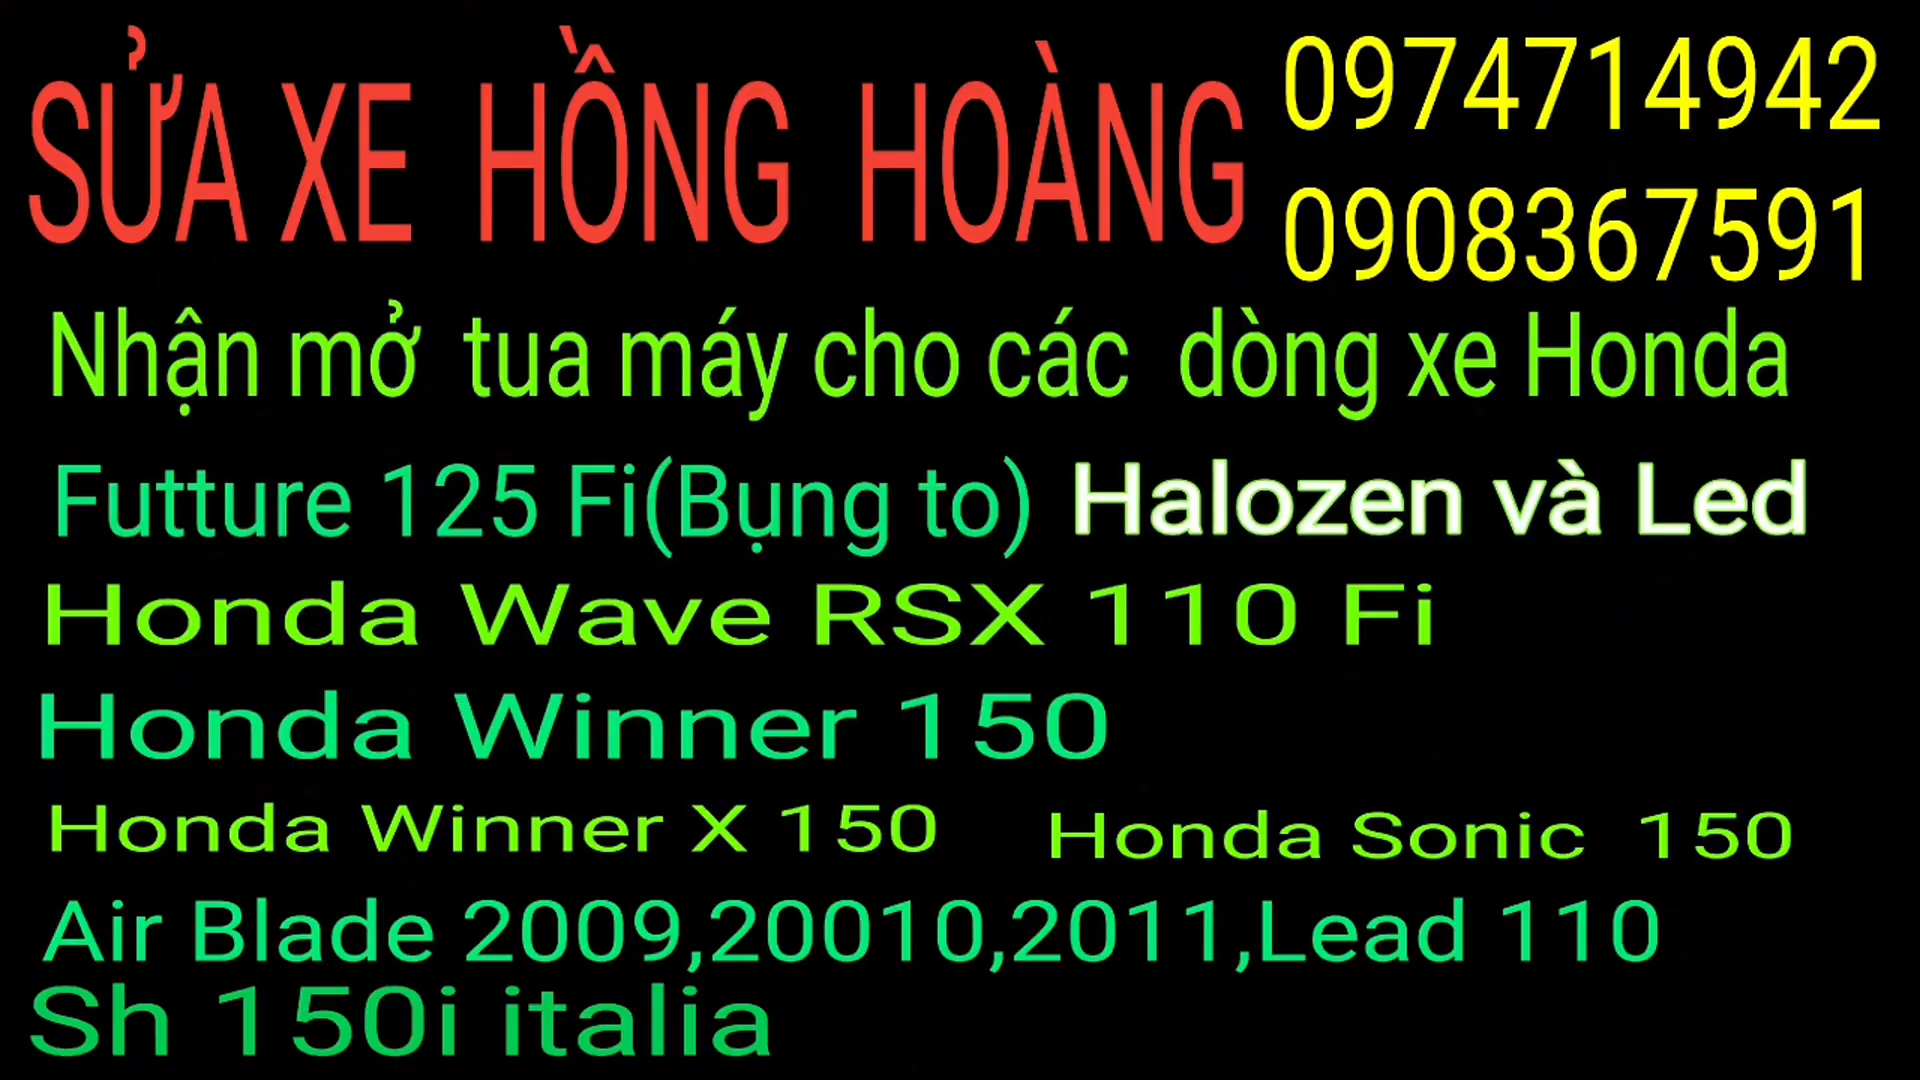 SỬA XE HỒNG HOÀNG
0974714942
0908367591
Nhận mở tua máy cho các dòng xe Honda
Futture 125 Fi(Bụng to) Halozen và Led
Honda Wave RSX 110 Fi
Honda Winner 150
Honda Winner X 150 Honda Sonic 150
Air Blade 2009,20010,2011,Lead 110
Sh 150i italia